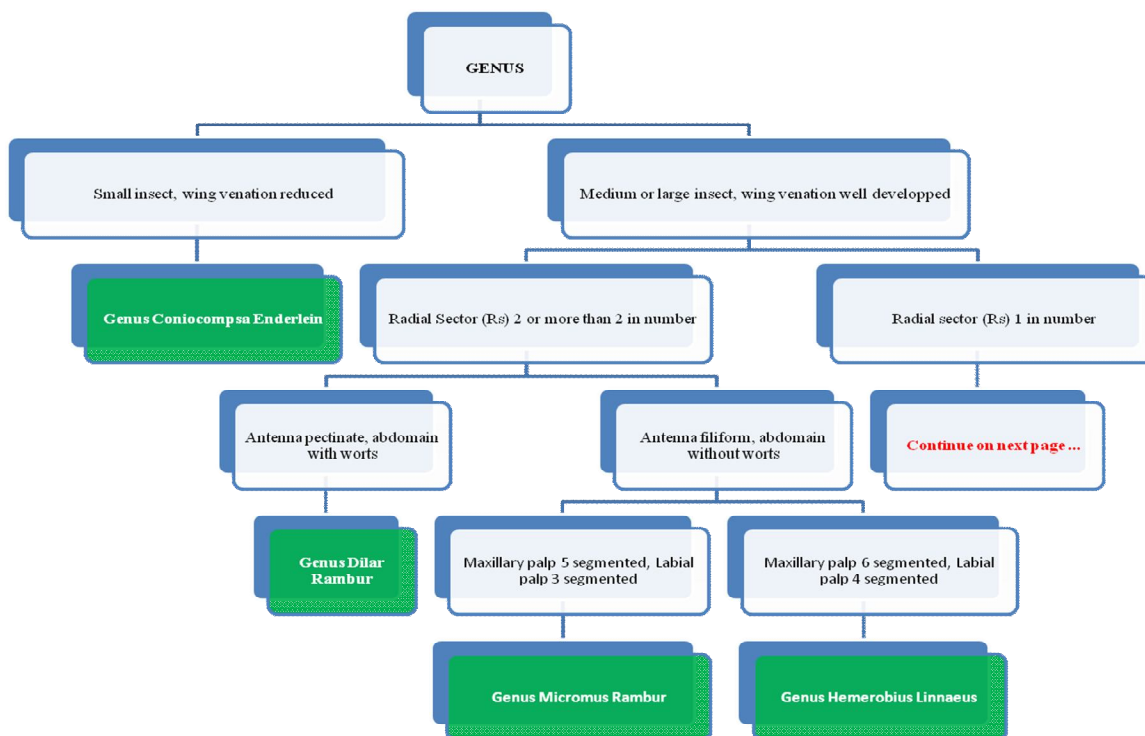 GENUS
Small insect, wing venation reduced
Medium or large insect, wing venation well developped
Genus Coniocompsa Enderlein
Radial Sector (Rs) 2 or more than 2 in number
Radial sector (Rs) 1 in number
Antenna pectinate, abdomain
with worts
Antenna filiform, abdomain
without worts
Continue on next page ...
Genus Dilar
Rambur
Maxillary palp 5 segmented, Labial
palp 3 segmented
Maxillary palp 6 segmented, Labial
palp 4 segmented
Genus Micromus Rambur
Genus Hemerobius Linnaeus